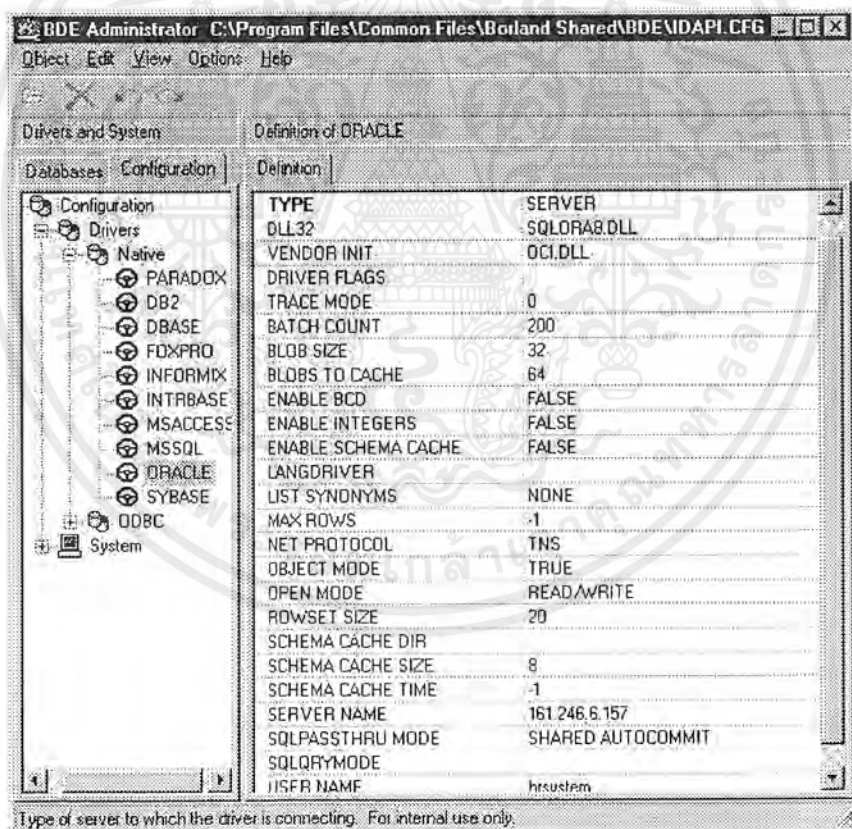 BDE Administrator C:\Program Files\Common Files\Borland Shared\BDE\IDAPI.CFG
Object Edit View Options Help
Drivers and System
Definition of ORACLE
Databases Configuration
Definition
Configuration
Drivers
Native
PARADOX
DB2
DBASE
FOXPRO
INFORMIX
INTRBASE
MSACCESS
MSSQL
ORACLE
SYBASE
ODBC
System
TYPE SERVER
DLL32 SQLORA8.DLL
VENDOR INIT OCI.DLL
DRIVER FLAGS
TRACE MODE 0
BATCH COUNT 200
BLOB SIZE 32
BLOBS TO CACHE 64
ENABLE BCD FALSE
ENABLE INTEGERS FALSE
ENABLE SCHEMA CACHE FALSE
LANGDRIVER
LIST SYNONYMS NONE
MAX ROWS -1
NET PROTOCOL TNS
OBJECT MODE TRUE
OPEN MODE READ/WRITE
ROWSET SIZE 20
SCHEMA CACHE DIR
SCHEMA CACHE SIZE 8
SCHEMA CACHE TIME -1
SERVER NAME 161.246.6.157
SQLPASSTHRU MODE SHARED AUTOCOMMIT
SQLQRYMODE
USER NAME hrsystem
Type of server to which the driver is connecting. For internal use only.